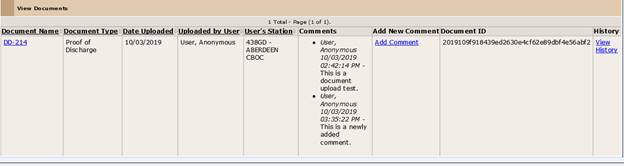 View Documents
1 Total - Page (1 of 1).
Document Name Document Type Date Uploaded Uploaded by User User's Station Comments Add New Comment Document ID History
DD-214 Proof of Discharge 10/03/2019 User, Anonymous 438GD - ABERDEEN CBOC
User,
Anonymous
10/03/2019
02:42:14 PM -
This is a
document
upload test.
User,
Anonymous
10/03/2019
03:35:22 PM -
This is a newly
added
comment.
Add Comment
2019109f918439ed2630e4cf62e89dbf4e56abf2
View
History